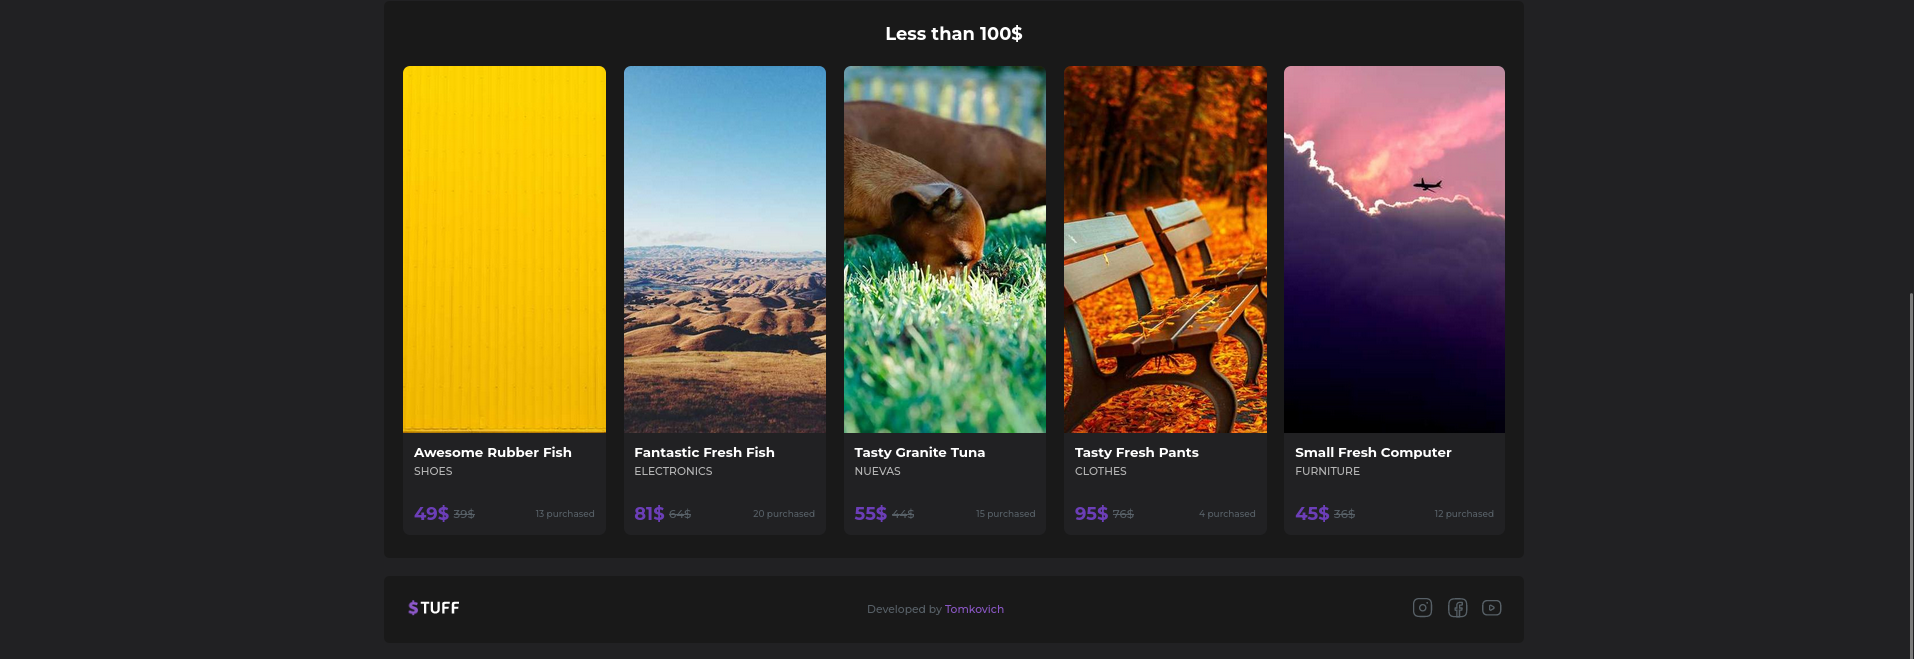 Less than 100$
Awesome Rubber Fish
SHOES
49$ 39$ 13 purchased
Fantastic Fresh Fish
ELECTRONICS
81$ 64$ 20 purchased
Tasty Granite Tuna
NUEVAS
55$ 44$ 15 purchased
Tasty Fresh Pants
CLOTHES
95$ 76$ 4 purchased
Small Fresh Computer
FURNITURE
45$ 36$ 12 purchased
$TUFF
Developed by Tomkovich